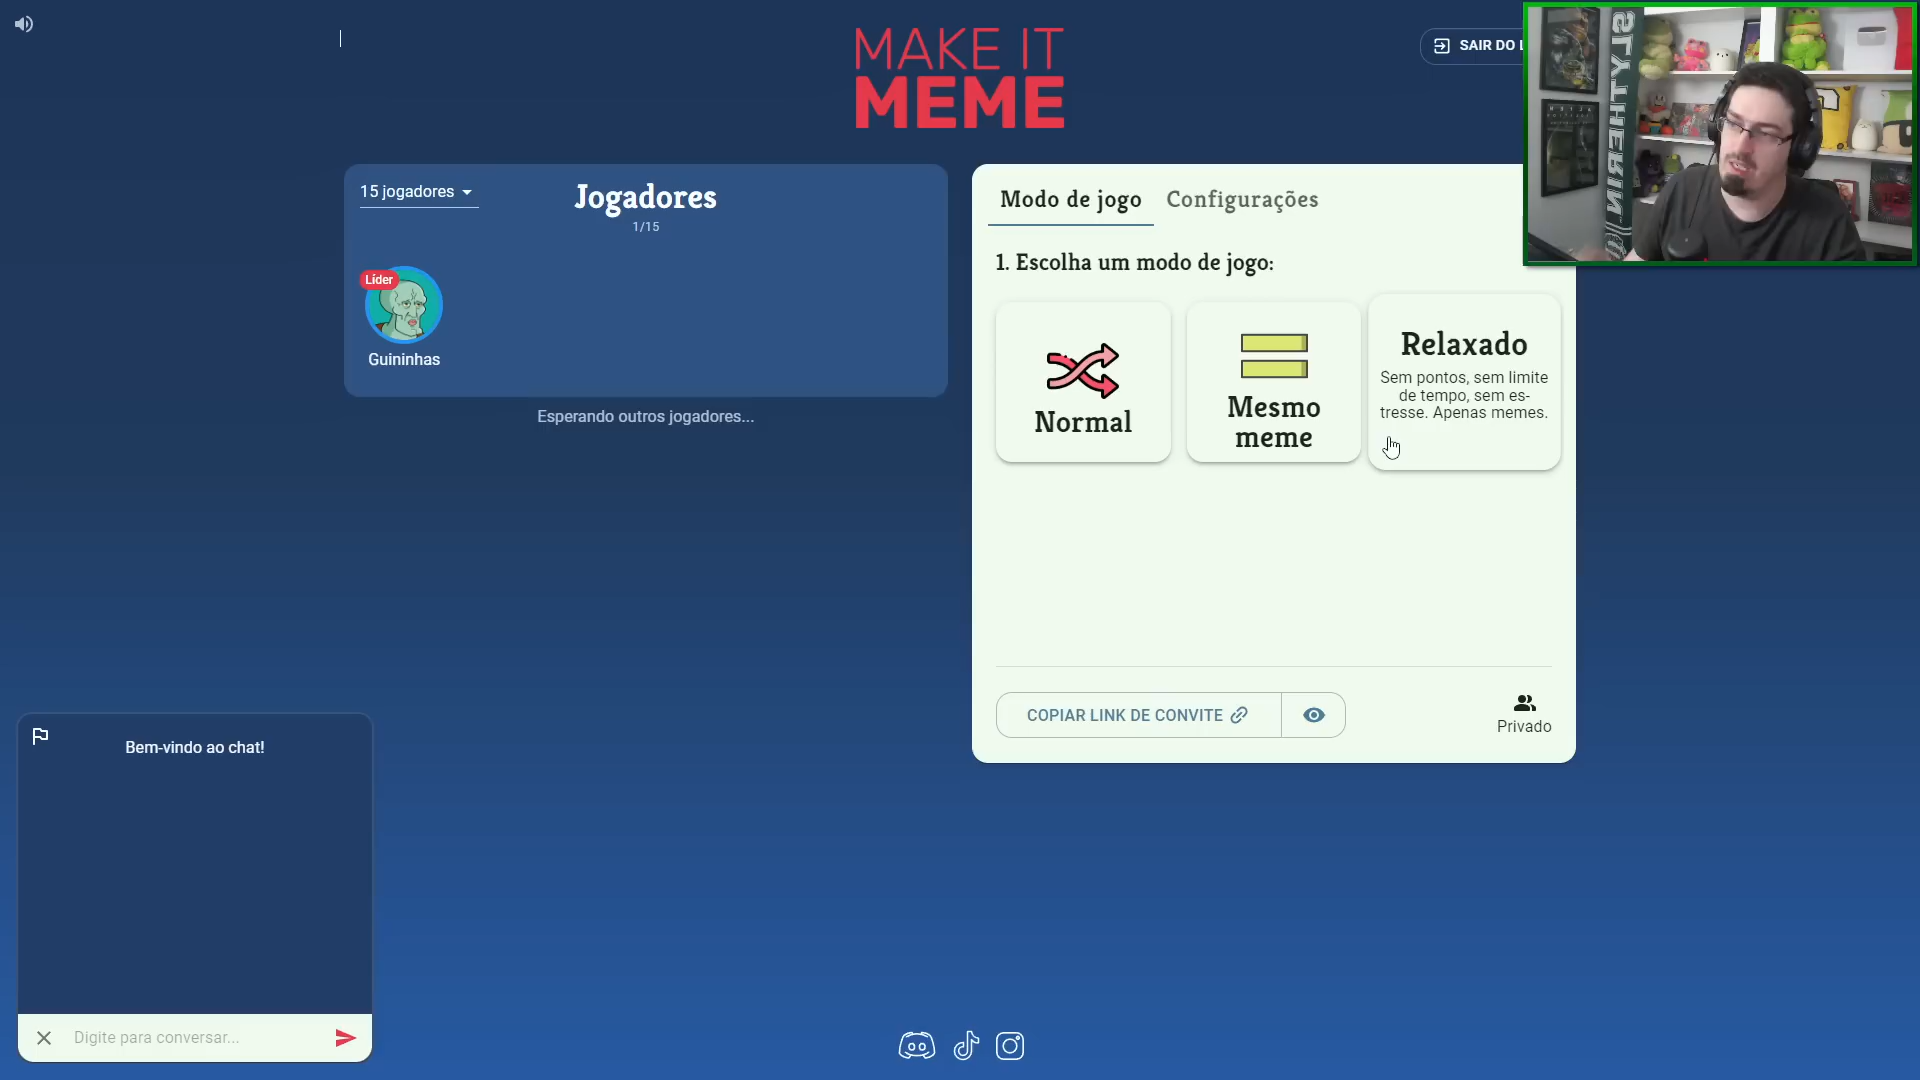 MAKE IT
MEME
SAIR DO L
SLYTHERIN
15 jogadores
Jogadores
1/15
Líder
Guininhas
Esperando outros jogadores...
Modo de jogo
Configurações
1. Escolha um modo de jogo:
Normal
Mesmo
meme
Relaxado
Sem pontos, sem limite
de tempo, sem es-
tresse. Apenas memes.
COPIAR LINK DE CONVITE
Privado
Bem-vindo ao chat!
Digite para conversar...